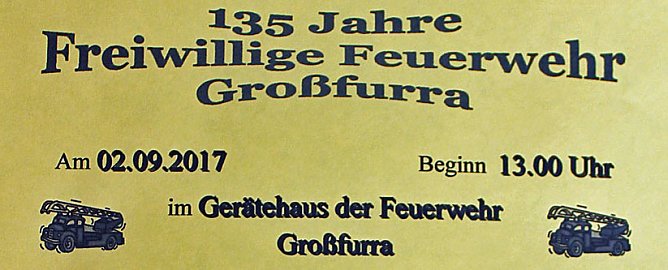 135 Jahre
Freiwillige Feuerwehr
Großfurra
Am 02.09.2017 Beginn 13.00 Uhr
im Gerätehaus der Feuerwehr
Großfurra